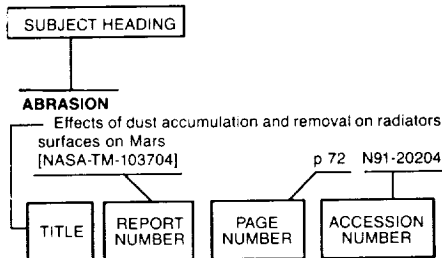 SUBJECT HEADING
ABRASION
Effects of dust accumulation and removal on radiators
surfaces on Mars
[NASA-TM-103704] p 72 N91-20204
TITLE REPORT NUMBER PAGE NUMBER ACCESSION NUMBER